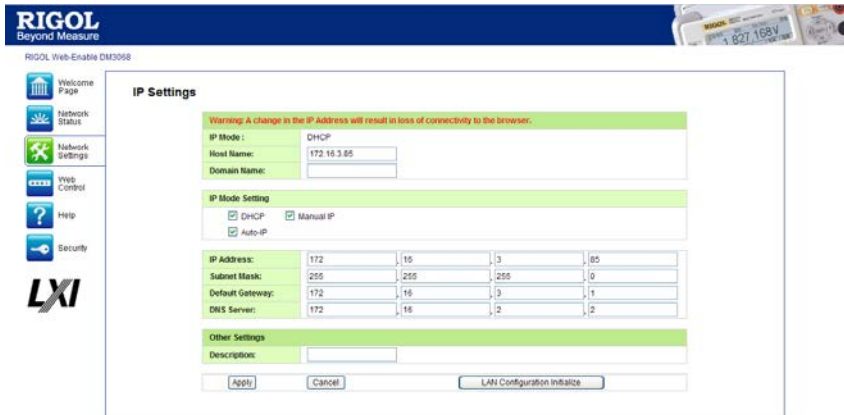 RIGOL
Beyond Measure
RIGOL
1.827,168V
RIGOL Web-Enable DM3068
Welcome
Page
Network
Status
Network
Settings
Web
Control
Help
Security
LXI
IP Settings
Warning: A change in the IP Address will result in loss of connectivity to the browser.
IP Mode : DHCP
Host Name: 172.16.3.85
Domain Name:
IP Mode Setting
DHCP Manual IP
Auto-IP
IP Address: 172 . 16 . 3 . 85
Subnet Mask: 255 . 255 . 255 . 0
Default Gateway: 172 . 16 . 3 . 1
DNS Server: 172 . 16 . 2 . 2
Other Settings
Description:
Apply Cancel LAN Configuration Initialize